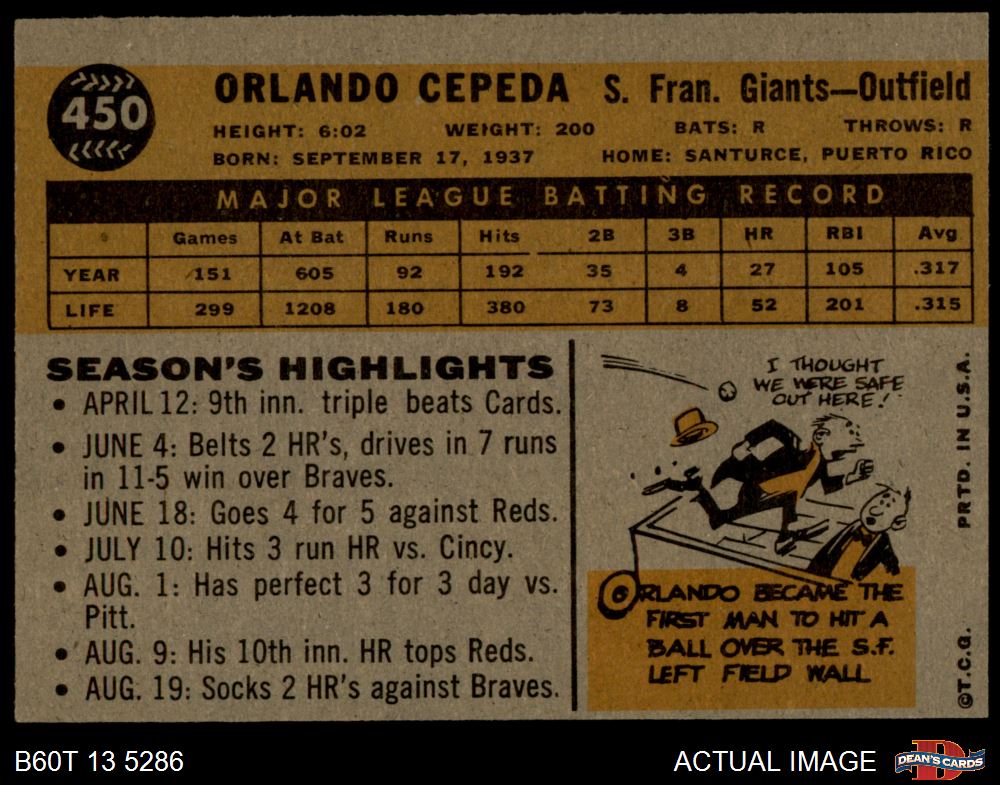 450
ORLANDO CEPEDA S. Fran. Giants—Outfield
HEIGHT: 6:02 WEIGHT: 200 BATS: R THROWS: R
BORN: SEPTEMBER 17, 1937 HOME: SANTURCE, PUERTO RICO
MAJOR LEAGUE BATTING RECORD
Games At Bat Runs Hits 2B 3B HR RBI Avg
YEAR 151 605 92 192 35 4 27 105 .317
LIFE 299 1208 180 380 73 8 52 201 .315
SEASON'S HIGHLIGHTS
• APRIL 12: 9th inn. triple beats Cards.
• JUNE 4: Belts 2 HR's, drives in 7 runs
in 11-5 win over Braves.
• JUNE 18: Goes 4 for 5 against Reds.
• JULY 10: Hits 3 run HR vs. Cincy.
• AUG. 1: Has perfect 3 for 3 day vs.
Pitt.
• AUG. 9: His 10th inn. HR tops Reds.
• AUG. 19: Socks 2 HR's against Braves.
I THOUGHT
WE WERE SAFE
OUT HERE!
ORLANDO BECAME THE
FIRST MAN TO HIT A
BALL OVER THE S.F.
LEFT FIELD WALL
©T.C.G. PRTD. IN U.S.A.
B60T 13 5286 ACTUAL IMAGE
D
DEAN'S CARDS